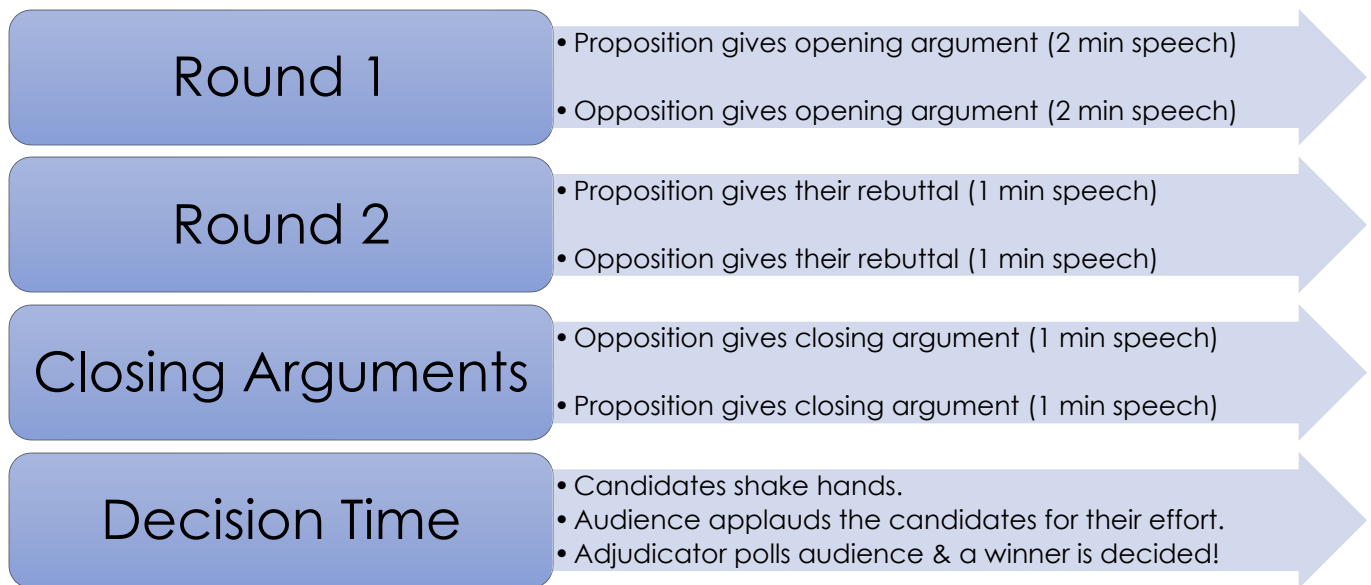 Round 1
• Proposition gives opening argument (2 min speech)
• Opposition gives opening argument (2 min speech)
Round 2
• Proposition gives their rebuttal (1 min speech)
• Opposition gives their rebuttal (1 min speech)
Closing Arguments
• Opposition gives closing argument (1 min speech)
• Proposition gives closing argument (1 min speech)
Decision Time
• Candidates shake hands.
• Audience applauds the candidates for their effort.
• Adjudicator polls audience & a winner is decided!